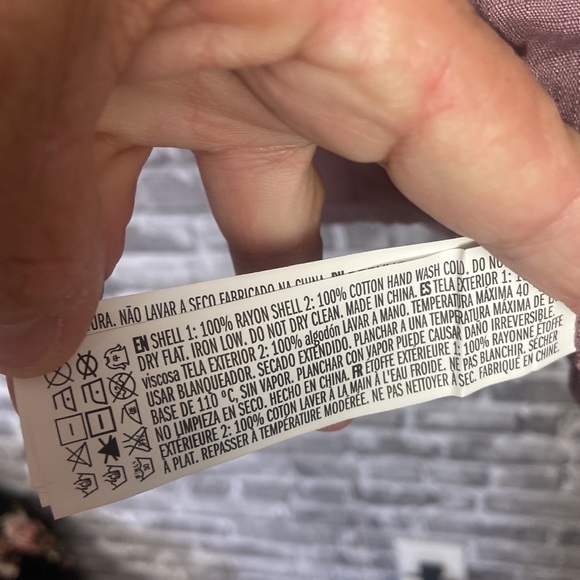 URA. NÃO LAVAR A SECO FABRICADO NA CHINA.
EN SHELL 1: 100% RAYON SHELL 2: 100% COTTON HAND WASH COLD. DO NO
DRY FLAT. IRON LOW. DO NOT DRY CLEAN. MADE IN CHINA. ES TELA EXTERIOR 1:
viscosa TELA EXTERIOR 2: 100% algodón LAVAR A MANO. TEMPERATURA MÁXIMA 40
USAR BLANQUEADOR. SECADO EXTENDIDO. PLANCHAR A UNA TEMPERATURA MÁXIMA DE
BASE DE 110 °C, SIN VAPOR. PLANCHAR CON VAPOR PUEDE CAUSAR DAÑO IRREVERSIBLE.
NO LIMPIEZA EN SECO. HECHO EN CHINA. FR ÉTOFFE EXTÉRIEURE 1: 100% RAYONNE ÉTOFFE
EXTÉRIEURE 2: 100% COTON LAVER À LA MAIN À L'EAU FROIDE. NE PAS BLANCHIR. SÉCHER
À PLAT. REPASSER À TEMPÉRATURE MODÉRÉE. NE PAS NETTOYER À SEC. FABRIQUÉ EN CHINE.